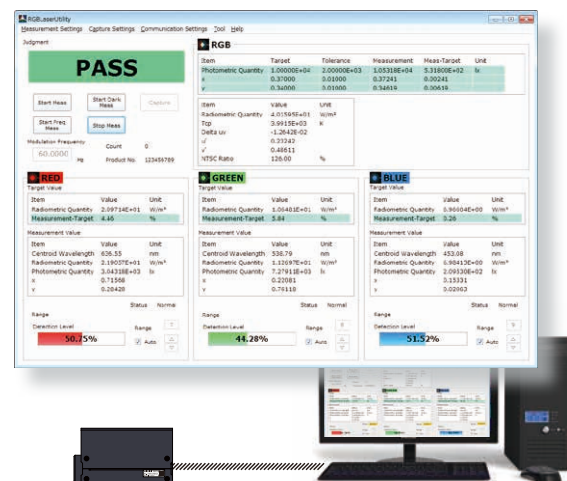 RGBLaserUtility
Measurement Settings Capture Settings Communication Settings Tool Help
Judgment
PASS
Start Meas Start Dark Meas Capture
Start Freq Meas Stop Meas
Modulation Frequency
60.0000 Hz
Count 0
Product No. 123456789
RGB
Item Target Tolerance Measurement Meas-Target Unit
Photometric Quantity 1.00000E+04 2.00000E+03 1.05318E+04 5.31800E+02 lx
x 0.37000 0.01000 0.37241 0.00241
y 0.34000 0.01000 0.34619 0.00619
Item Value Unit
Radiometric Quantity 4.01595E+01 W/m²
Tcp 3.9915E+03 K
Delta uv -1.2642E-02
u' 0.23242
v' 0.48611
NTSC Ratio 126.00 %
RED
Target Value
Item Value Unit
Radiometric Quantity 2.09714E+01 W/m²
Measurement-Target 4.46 %
Measurement Value
Item Value Unit
Centroid Wavelength 636.55 nm
Radiometric Quantity 2.19057E+01 W/m²
Photometric Quantity 3.04318E+03 lx
x 0.71568
y 0.28420
Status Normal
Range
Detection Level Range
50.75% Auto
GREEN
Target Value
Item Value Unit
Radiometric Quantity 1.06401E+01 W/m²
Measurement-Target 5.84 %
Measurement Value
Item Value Unit
Centroid Wavelength 536.79 nm
Radiometric Quantity 1.12697E+01 W/m²
Photometric Quantity 7.27911E+03 lx
x 0.22081
y 0.76118
Status Normal
Range
Detection Level Range
44.28% Auto
BLUE
Target Value
Item Value Unit
Radiometric Quantity W/m²
Measurement-Target 3.26 %
Measurement Value
Item Value Unit
Centroid Wavelength 453.08 nm
Radiometric Quantity 6.98413E+00 W/m²
Photometric Quantity 2.09530E+02 lx
x 0.15331
y 0.02863
Status Normal
Range
Detection Level Range
51.52% Auto